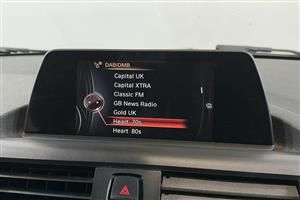 DAB/DMB
Capital UK
Capital XTRA
Classic FM
GB News Radio
Gold UK
Heart 70s
Heart 80s